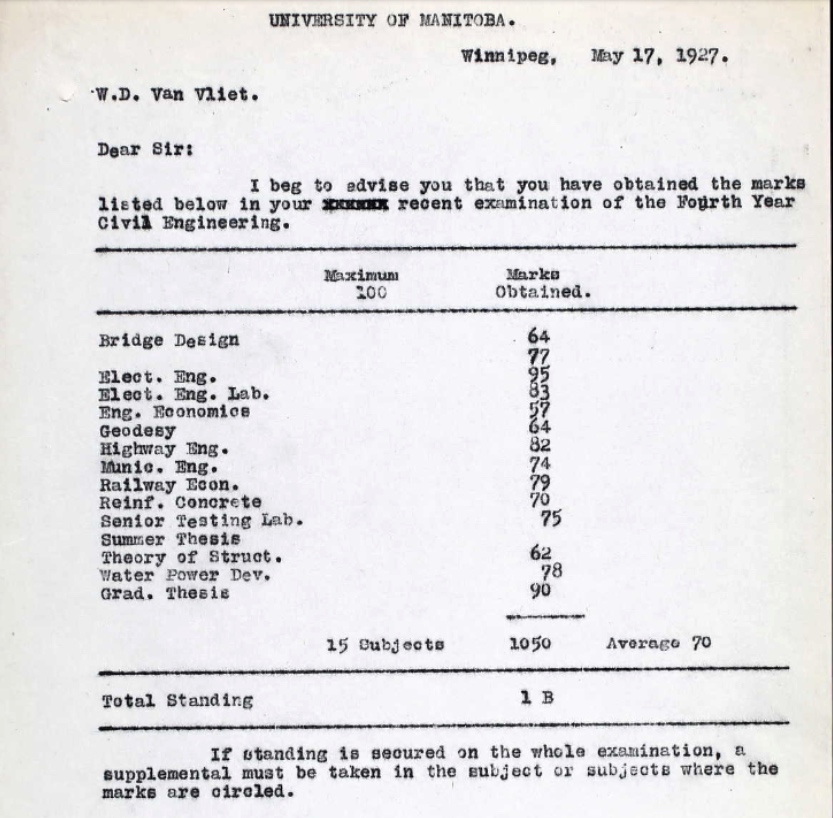 UNIVERSITY OF MANITOBA.
Winnipeg, May 17, 1927.
W.D. Van Vliet.
Dear Sir:
I beg to advise you that you have obtained the marks
listed below in your recent examination of the Fourth Year
Civil Engineering.
Maximum Marks
100 Obtained.
Bridge Design 64
77
Elect. Eng. 95
Elect. Eng. Lab. 83
Eng. Economics 57
Geodesy 64
Highway Eng. 82
Munic. Eng. 74
Railway Econ. 79
Reinf. Concrete 70
Senior Testing Lab. 75
Summer Thesis
Theory of Struct. 62
Water Power Dev. 78
Grad. Thesis 90
15 Subjects 1050 Average 70
Total Standing 1 B
If standing is secured on the whole examination, a
supplemental must be taken in the subject or subjects where the
marks are circled.